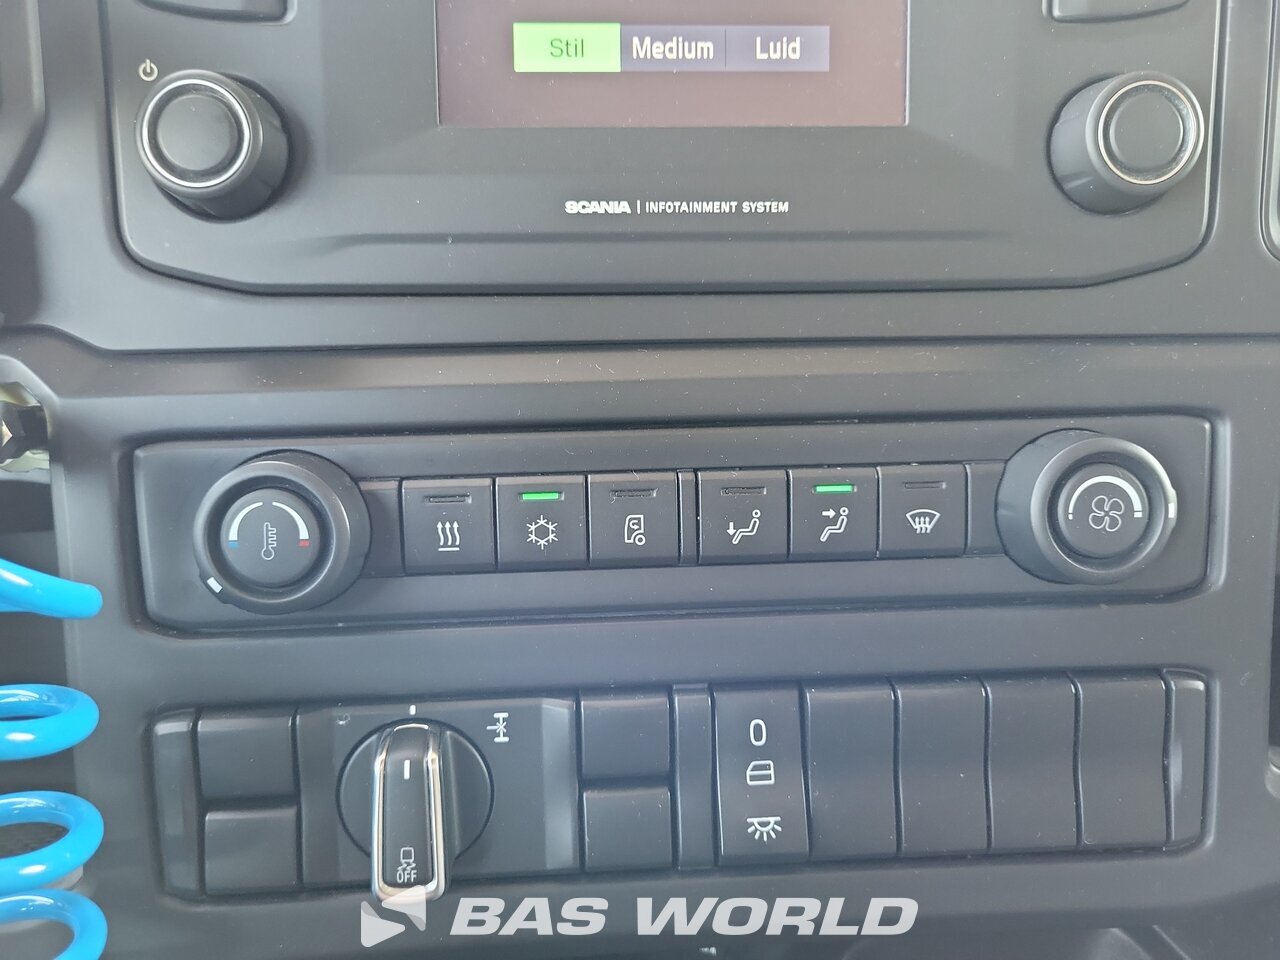 Stil Medium Luid
SCANIA | INFOTAINMENT SYSTEM
0
OFF
BAS WORLD